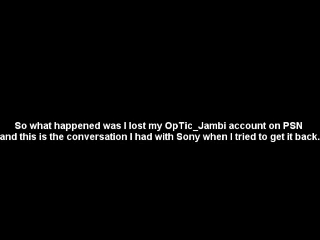 So what happened was I lost my OpTic_Jambi account on PSN
and this is the conversation I had with Sony when I tried to get it back.